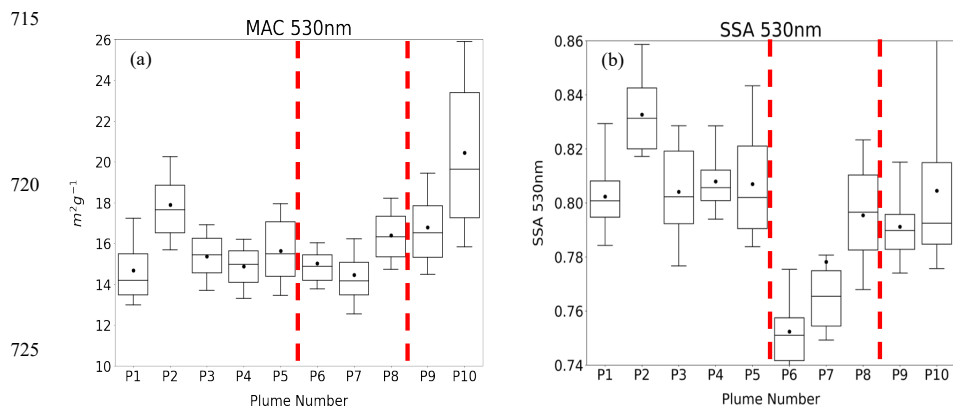 715
720
725
MAC 530nm
(a)
26
24
22
20
18
16
14
12
10
m²g⁻¹
P1 P2 P3 P4 P5 P6 P7 P8 P9 P10
Plume Number
SSA 530nm
(b)
0.86
0.84
0.82
0.80
0.78
0.76
0.74
SSA 530nm
P1 P2 P3 P4 P5 P6 P7 P8 P9 P10
Plume Number